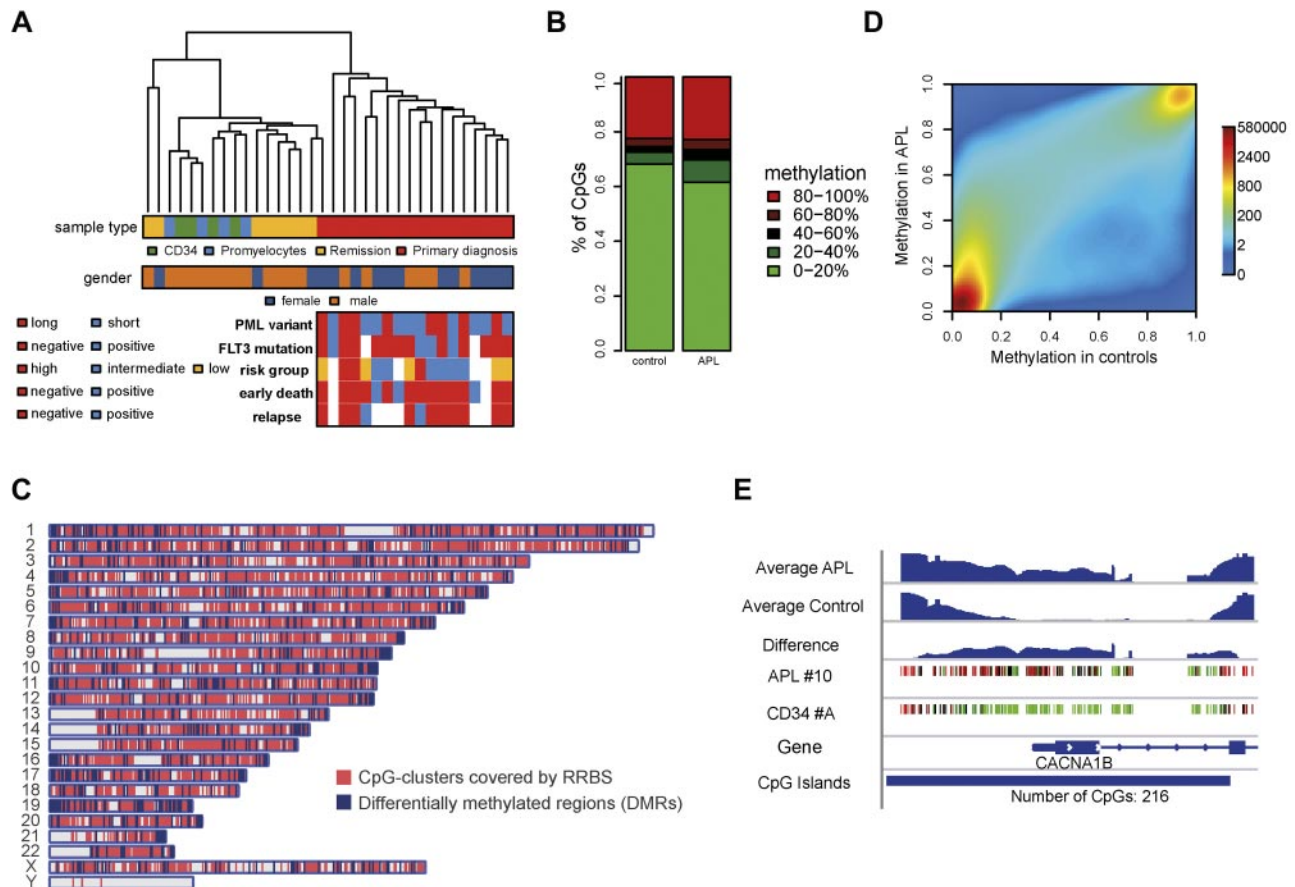 A
sample type
CD34 Promyelocytes Remission Primary diagnosis
gender
female male
long short
negative positive
high intermediate low
negative positive
negative positive
PML variant
FLT3 mutation
risk group
early death
relapse
B
% of CpGs
1.0
0.8
0.6
0.4
0.2
0.0
control APL
methylation
80–100%
60–80%
40–60%
20–40%
0–20%
D
Methylation in APL
1.0
0.8
0.6
0.4
0.2
0.0
0.0 0.2 0.4 0.6 0.8 1.0
Methylation in controls
580000
2400
800
200
2
0
C
1
2
3
4
5
6
7
8
9
10
11
12
13
14
15
16
17
18
19
20
21
22
X
Y
CpG-clusters covered by RRBS
Differentially methylated regions (DMRs)
E
Average APL
Average Control
Difference
APL #10
CD34 #A
Gene
CACNA1B
CpG Islands
Number of CpGs: 216